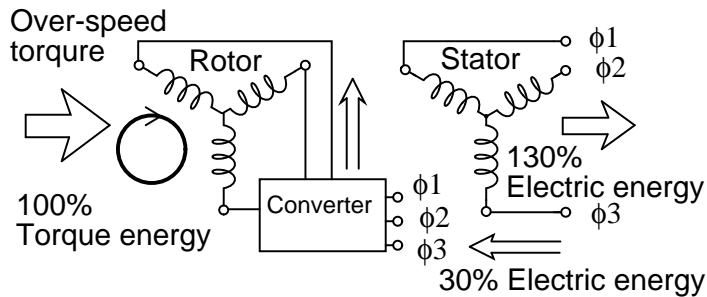 Over-speed
torqure
Rotor
Stator
ϕ1
ϕ2
130%
Electric energy
ϕ3
100%
Torque energy
Converter
ϕ1
ϕ2
ϕ3
30% Electric energy